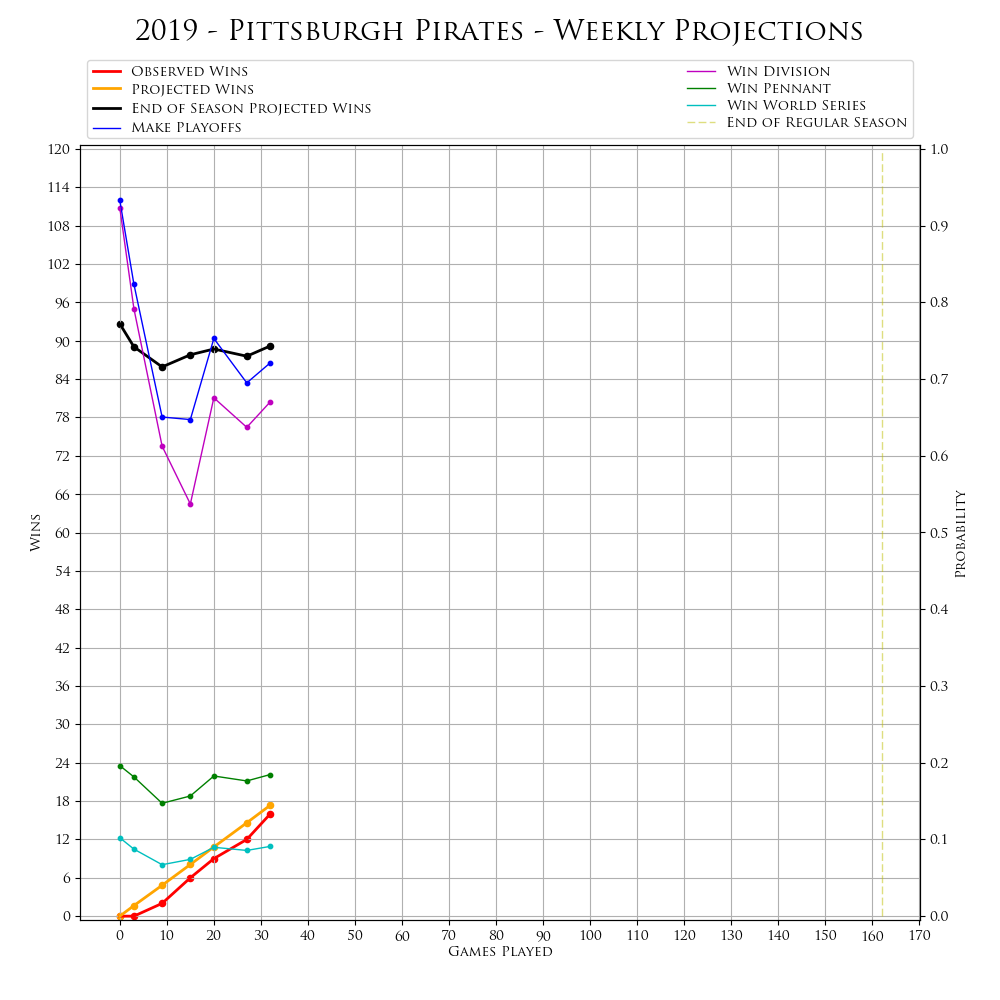 2019 - Pittsburgh Pirates - Weekly Projections
Observed Wins
Projected Wins
End of Season Projected Wins
Make Playoffs
Win Division
Win Pennant
Win World Series
End of Regular Season
120
114
108
102
96
90
84
78
72
66
60
54
48
42
36
30
24
18
12
6
0
Wins
1.0
0.9
0.8
0.7
0.6
0.5
0.4
0.3
0.2
0.1
0.0
Probability
0 10 20 30 40 50 60 70 80 90 100 110 120 130 140 150 160 170
Games Played